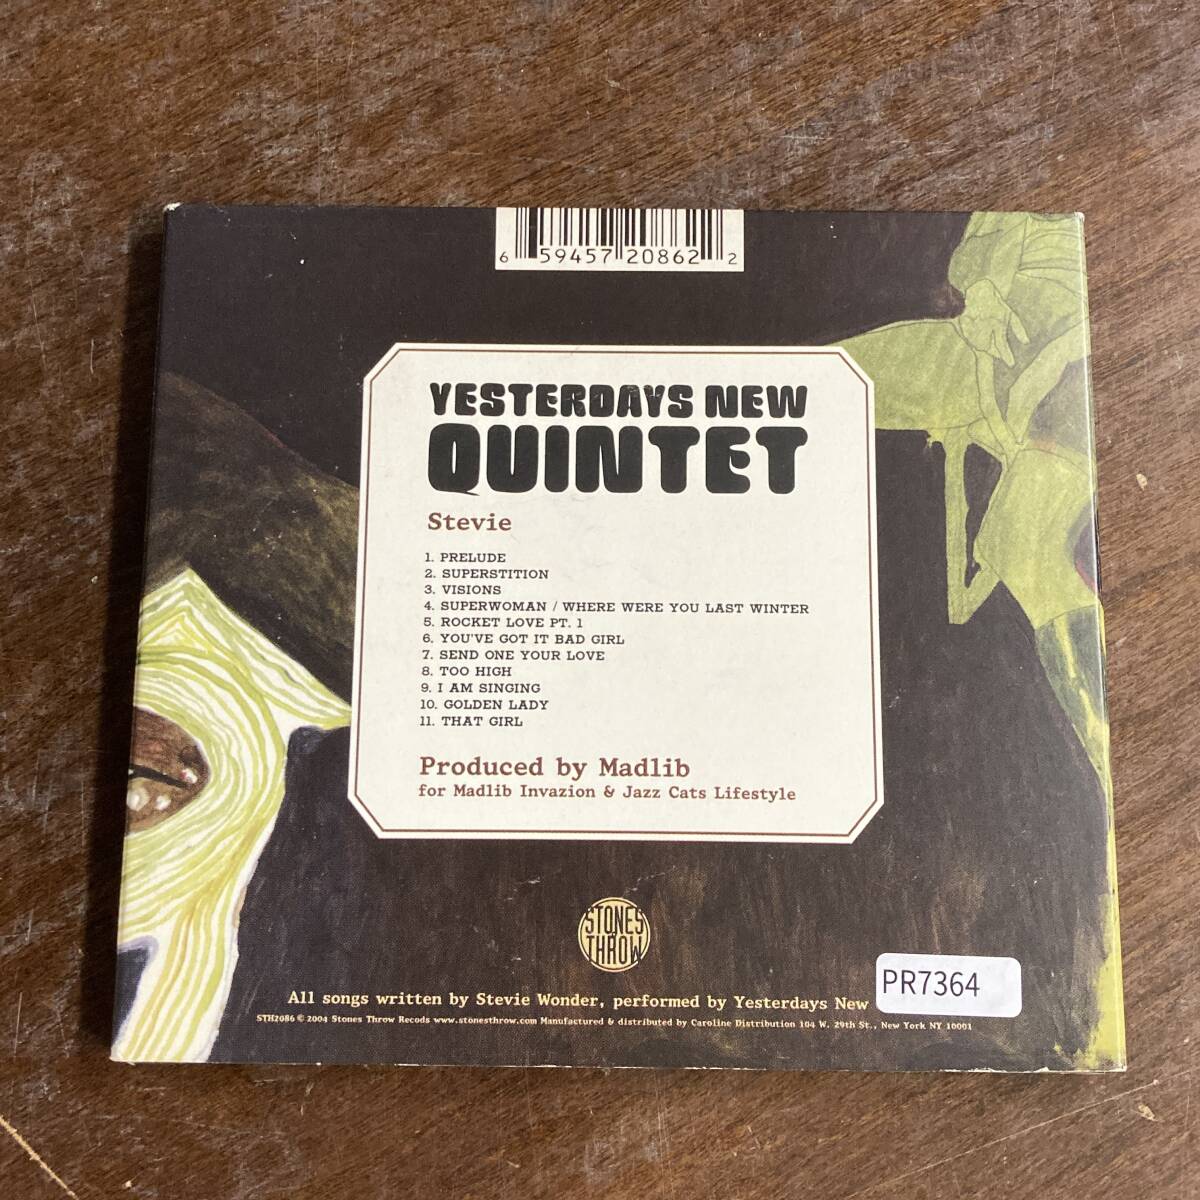 6 59457 20862 2
YESTERDAYS NEW
QUINTET
Stevie
1. PRELUDE
2. SUPERSTITION
3. VISIONS
4. SUPERWOMAN / WHERE WERE YOU LAST WINTER
5. ROCKET LOVE PT. 1
6. YOU'VE GOT IT BAD GIRL
7. SEND ONE YOUR LOVE
8. TOO HIGH
9. I AM SINGING
10. GOLDEN LADY
11. THAT GIRL
Produced by Madlib
for Madlib Invazion & Jazz Cats Lifestyle
STONES
THROW
All songs written by Stevie Wonder, performed by Yesterdays New
PR7364
STH2086 © 2004 Stones Throw Recods www.stonesthrow.com Manufactured & distributed by Caroline Distribution 104 W. 29th St., New York NY 10001